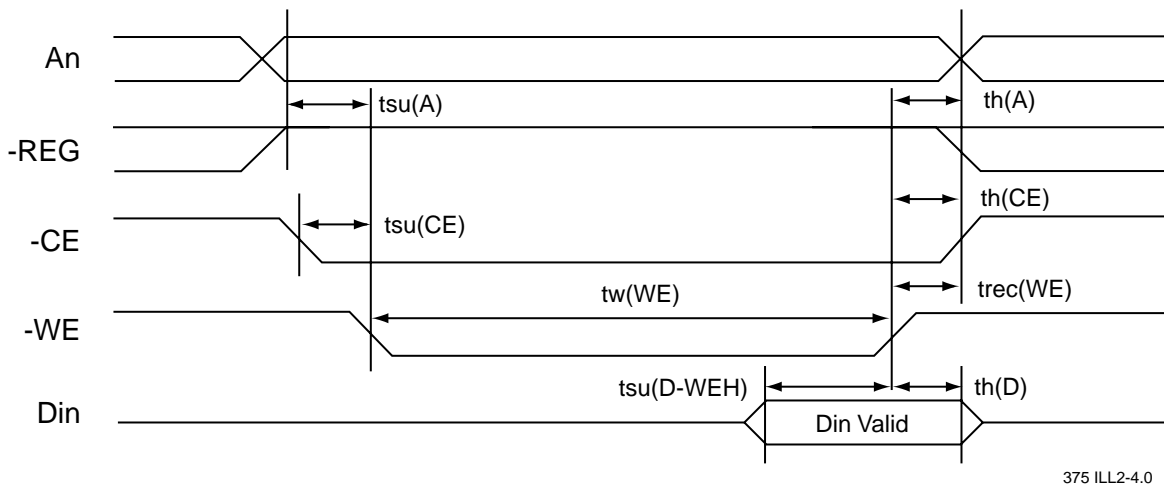 An
tsu(A)
th(A)
-REG
tsu(CE)
th(CE)
-CE
tw(WE)
trec(WE)
-WE
tsu(D-WEH)
th(D)
Din
Din Valid
375 ILL2-4.0